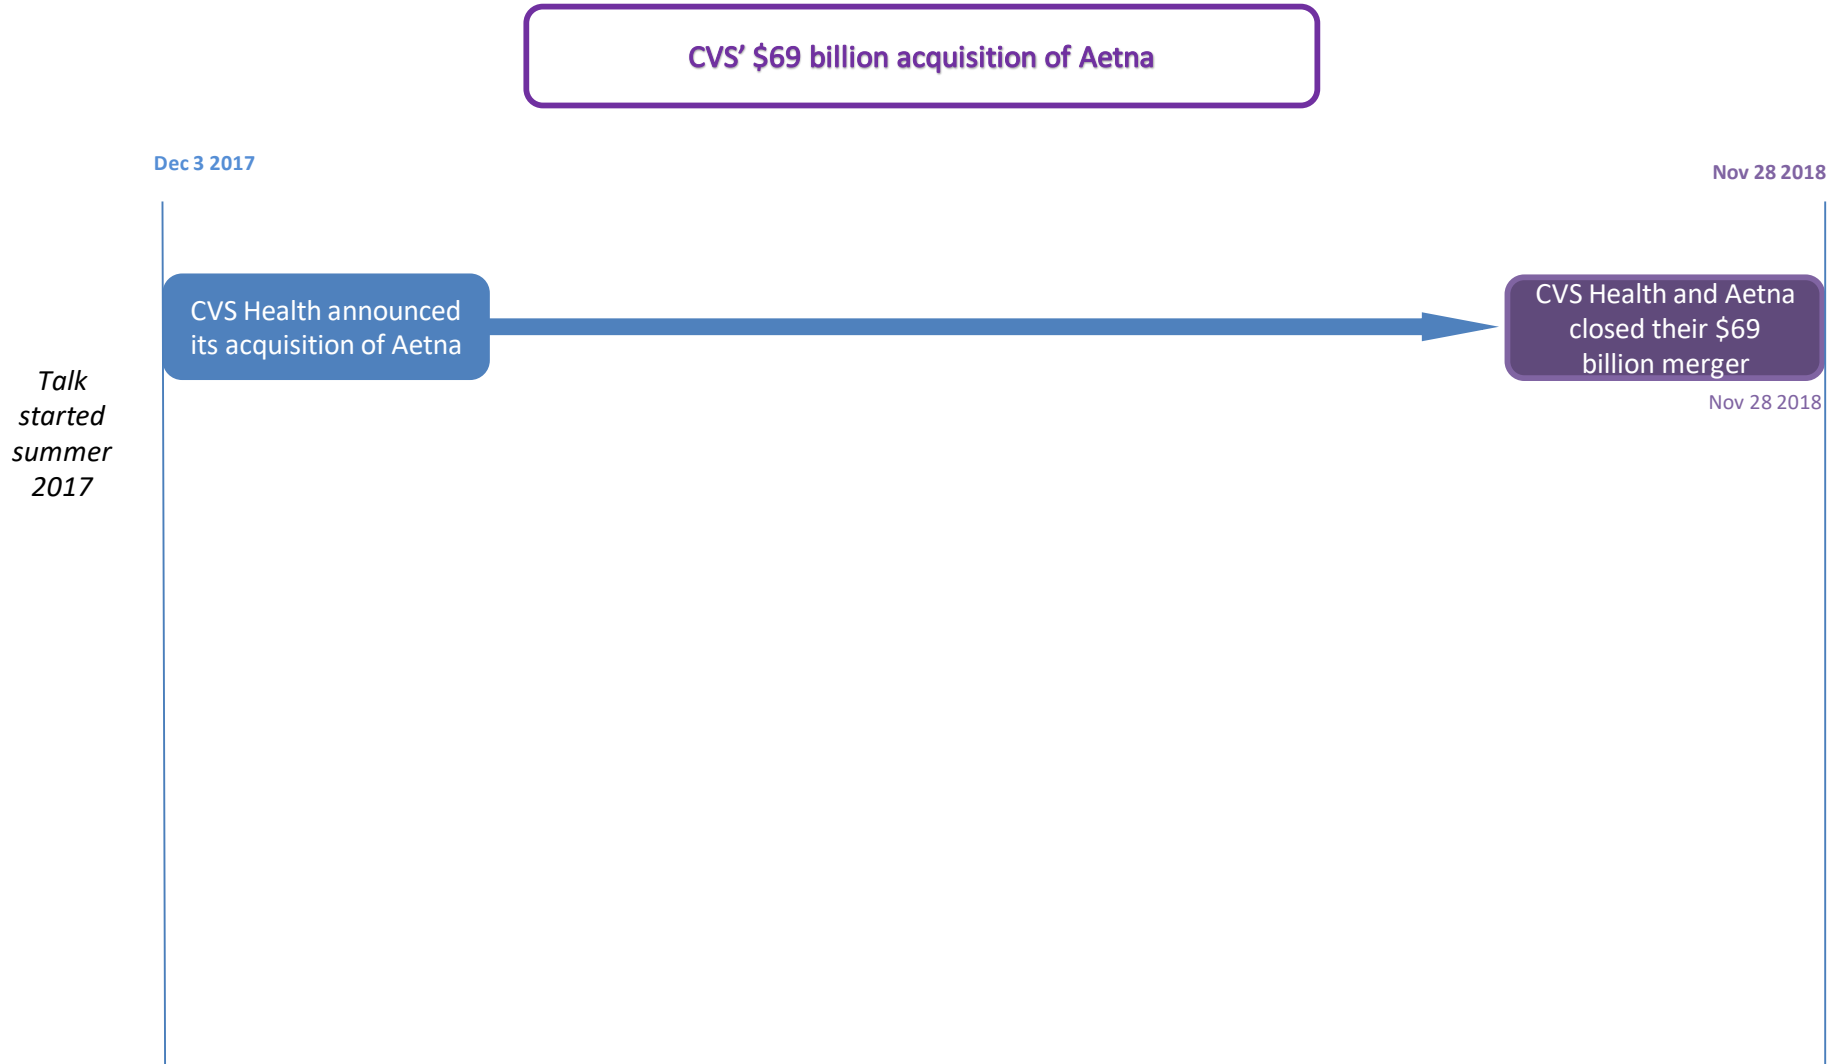 CVS’ $69 billion acquisition of Aetna
Dec 3 2017
Nov 28 2018
CVS Health announced
its acquisition of Aetna
CVS Health and Aetna
closed their $69
billion merger
Nov 28 2018
Talk
started
summer
2017